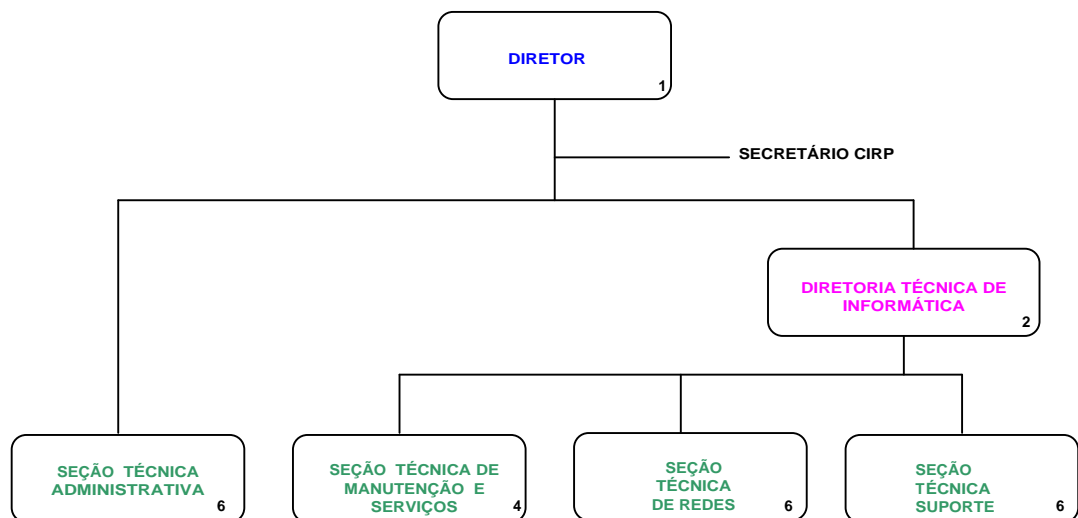 DIRETOR
1
SECRETÁRIO CIRP
DIRETORIA TÉCNICA DE
INFORMÁTICA
2
SEÇÃO TÉCNICA
ADMINISTRATIVA
6
SEÇÃO TÉCNICA DE
MANUTENÇÃO E
SERVIÇOS
4
SEÇÃO
TÉCNICA
DE REDES
6
SEÇÃO
TÉCNICA
SUPORTE
6